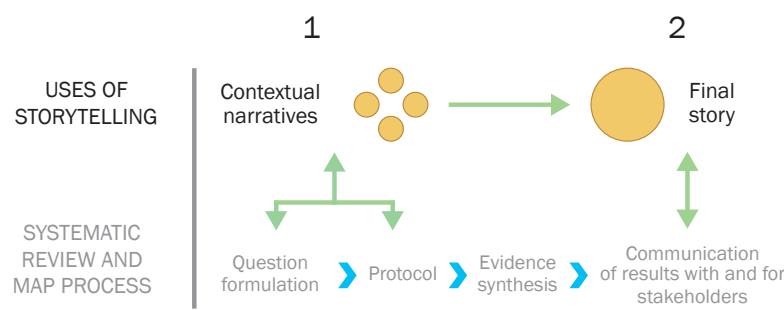 1
2
USES OF
STORYTELLING
Contextual
narratives
Final
story
SYSTEMATIC
REVIEW AND
MAP PROCESS
Question
formulation
Protocol
Evidence
synthesis
Communication
of results with and for
stakeholders